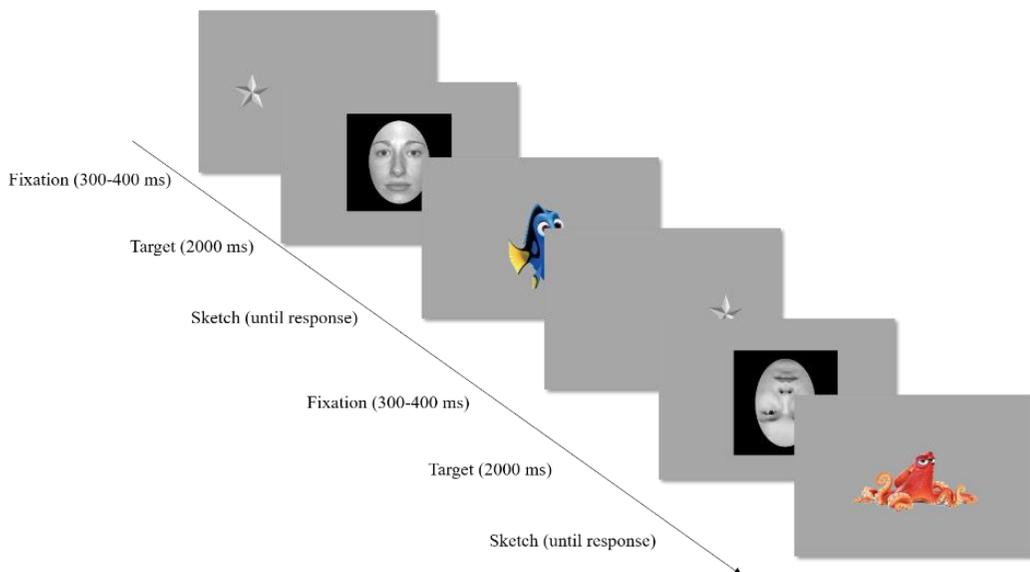 Fixation (300-400 ms)
Target (2000 ms)
Sketch (until response)
Fixation (300-400 ms)
Target (2000 ms)
Sketch (until response)